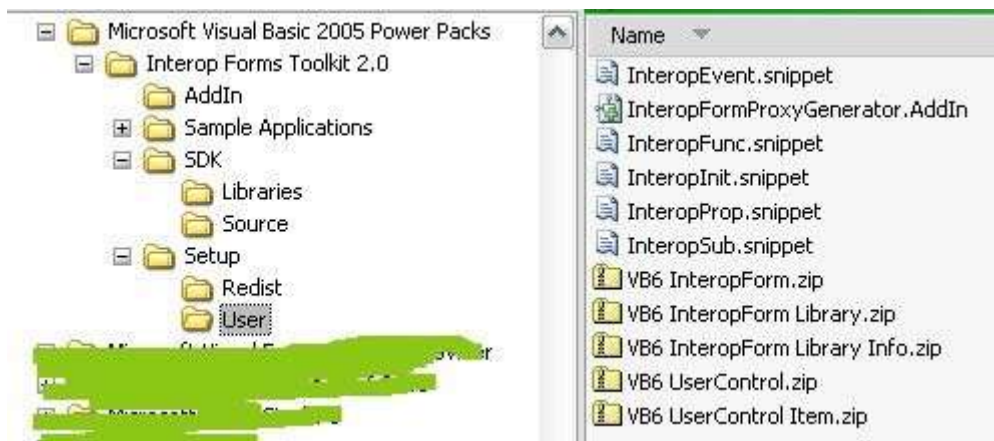 Microsoft Visual Basic 2005 Power Packs
Interop Forms Toolkit 2.0
AddIn
Sample Applications
SDK
Libraries
Source
Setup
Redist
User
Name
InteropEvent.snippet
InteropFormProxyGenerator.AddIn
InteropFunc.snippet
InteropInit.snippet
InteropProp.snippet
InteropSub.snippet
VB6 InteropForm.zip
VB6 InteropForm Library.zip
VB6 InteropForm Library Info.zip
VB6 UserControl.zip
VB6 UserControl Item.zip